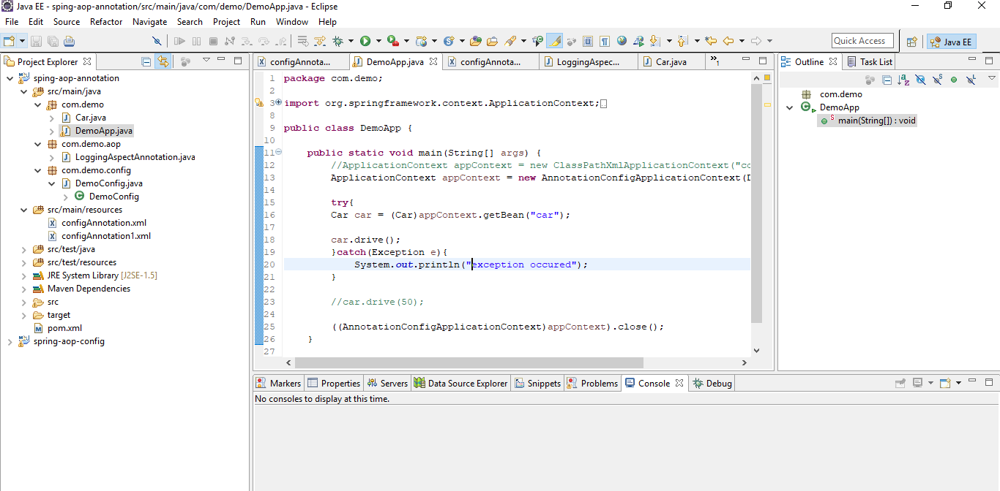 Java EE - sping-aop-annotation/src/main/java/com/demo/DemoApp.java - Eclipse
File Edit Source Refactor Navigate Search Project Run Window Help
Quick Access
Java EE
Project Explorer
sping-aop-annotation
src/main/java
com.demo
Car.java
DemoApp.java
com.demo.aop
LoggingAspectAnnotation.java
com.demo.config
DemoConfig.java
DemoConfig
src/main/resources
configAnnotation.xml
configAnnotation1.xml
src/test/java
src/test/resources
JRE System Library [J2SE-1.5]
Maven Dependencies
src
target
pom.xml
spring-aop-config
configAnnota... DemoApp.java configAnnota... LoggingAspec... Car.java »1
1 package com.demo;
2
3 import org.springframework.context.ApplicationContext;
8
9 public class DemoApp {
10
11 public static void main(String[] args) {
12 //ApplicationContext appContext = new ClassPathXmlApplicationContext("co
13 ApplicationContext appContext = new AnnotationConfigApplicationContext(D
14
15 try{
16 Car car = (Car)appContext.getBean("car");
17
18 car.drive();
19 }catch(Exception e){
20 System.out.println("exception occured");
21 }
22
23 //car.drive(50);
24
25 ((AnnotationConfigApplicationContext)appContext).close();
26 }
27
Outline Task List
com.demo
DemoApp
main(String[]) : void
Markers Properties Servers Data Source Explorer Snippets Problems Console Debug
No consoles to display at this time.